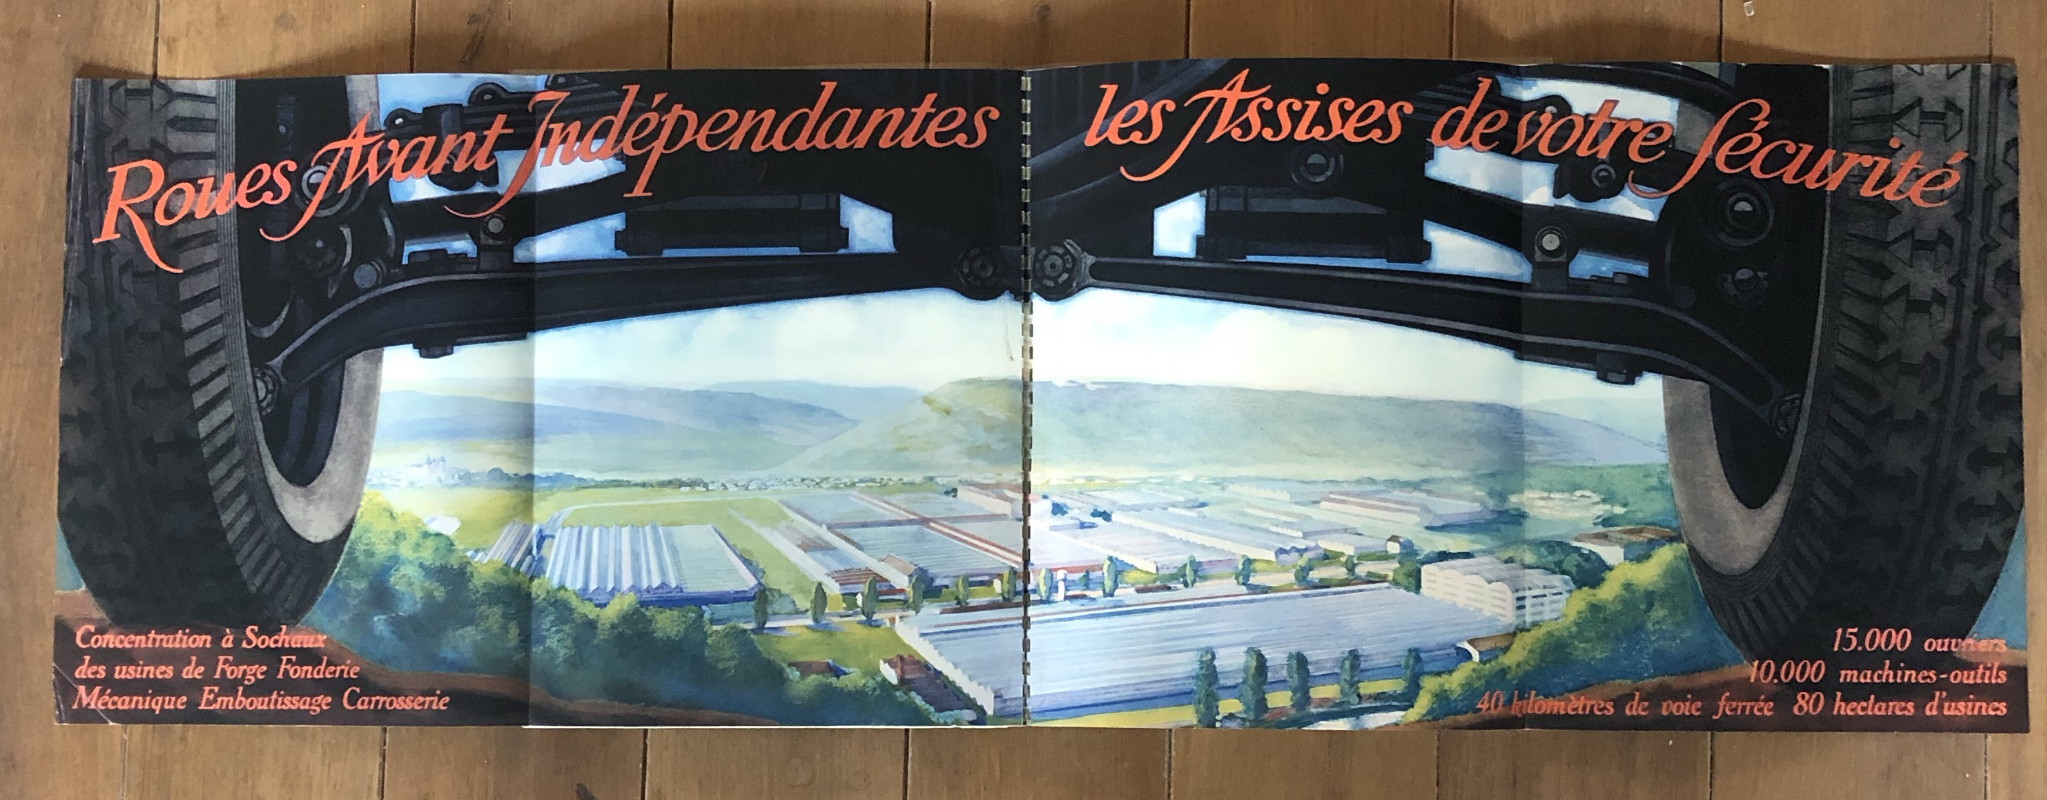 Roues Avant Indépendantes les Assises de votre Sécurité
Concentration à Sochaux
des usines de Forge Fonderie
Mécanique Emboutissage Carrosserie
15.000 ouvriers
10.000 machines-outils
40 kilomètres de voie ferrée 80 hectares d'usines